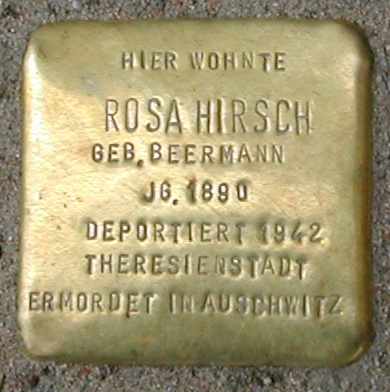 HIER WOHNTE
ROSA HIRSCH
GEB. BEERMANN
JG. 1890
DEPORTIERT 1942
THERESIENSTADT
ERMORDET IN AUSCHWITZ